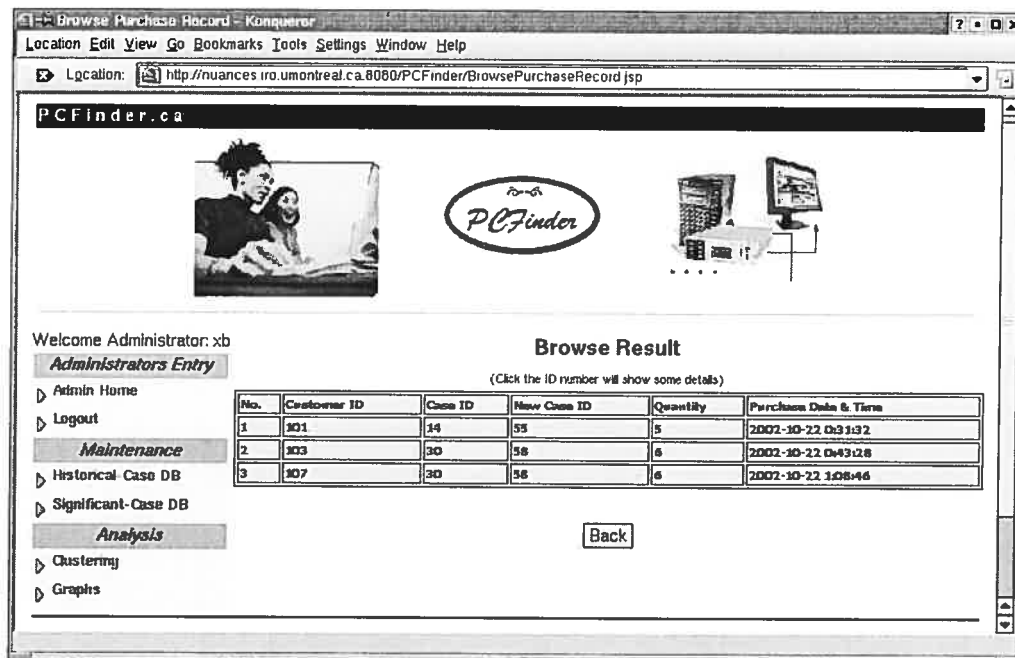 Browse Purchase Record - Konqueror
Location Edit View Go Bookmarks Tools Settings Window Help
Location: http://nuances.iro.umontreal.ca:8080/PCFinder/BrowsePurchaseRecord.jsp
PCFinder.ca
PCFinder
Welcome Administrator: xb
Administrators Entry
Admin Home
Logout
Maintenance
Historical-Case DB
Significant-Case DB
Analysis
Clustering
Graphs
Browse Result
(Click the ID number will show some details)
No. Customer ID Case ID New Case ID Quantity Purchase Date & Time
1 101 14 55 5 2002-10-22 0:31:32
2 103 30 58 6 2002-10-22 0:43:28
3 107 30 58 6 2002-10-22 1:08:46
Back